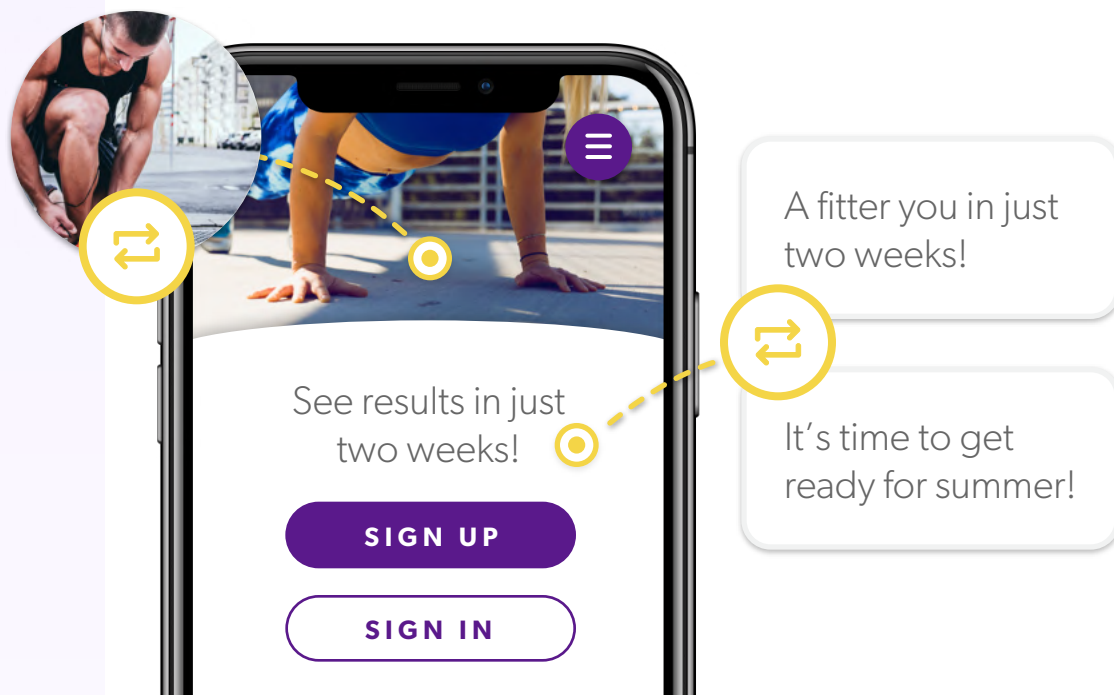 See results in just
two weeks!
SIGN UP
SIGN IN
A fitter you in just
two weeks!
It’s time to get
ready for summer!